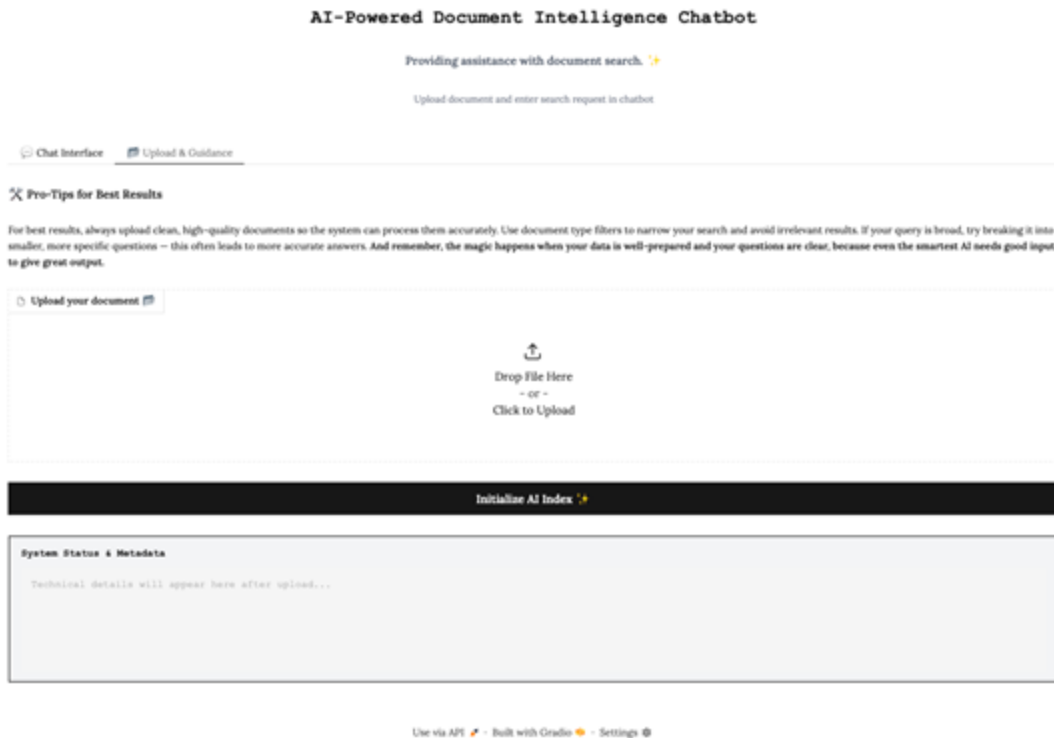 AI-Powered Document Intelligence Chatbot
Providing assistance with document search. ✨
Upload document and enter search request in chatbot
Chat Interface
Upload & Guidance
🛠 Pro-Tips for Best Results
For best results, always upload clean, high-quality documents so the system can process them accurately. Use document type filters to narrow your search and avoid irrelevant results. If your query is broad, try breaking it into
smaller, more specific questions — this often leads to more accurate answers. And remember, the magic happens when your data is well-prepared and your questions are clear, because even the smartest AI needs good input
to give great output.
Upload your document
Drop File Here
- or -
Click to Upload
Initialize AI Index ✨
System Status & Metadata
Technical details will appear here after upload...
Use via API 🚀 · Built with Gradio · Settings ⚙